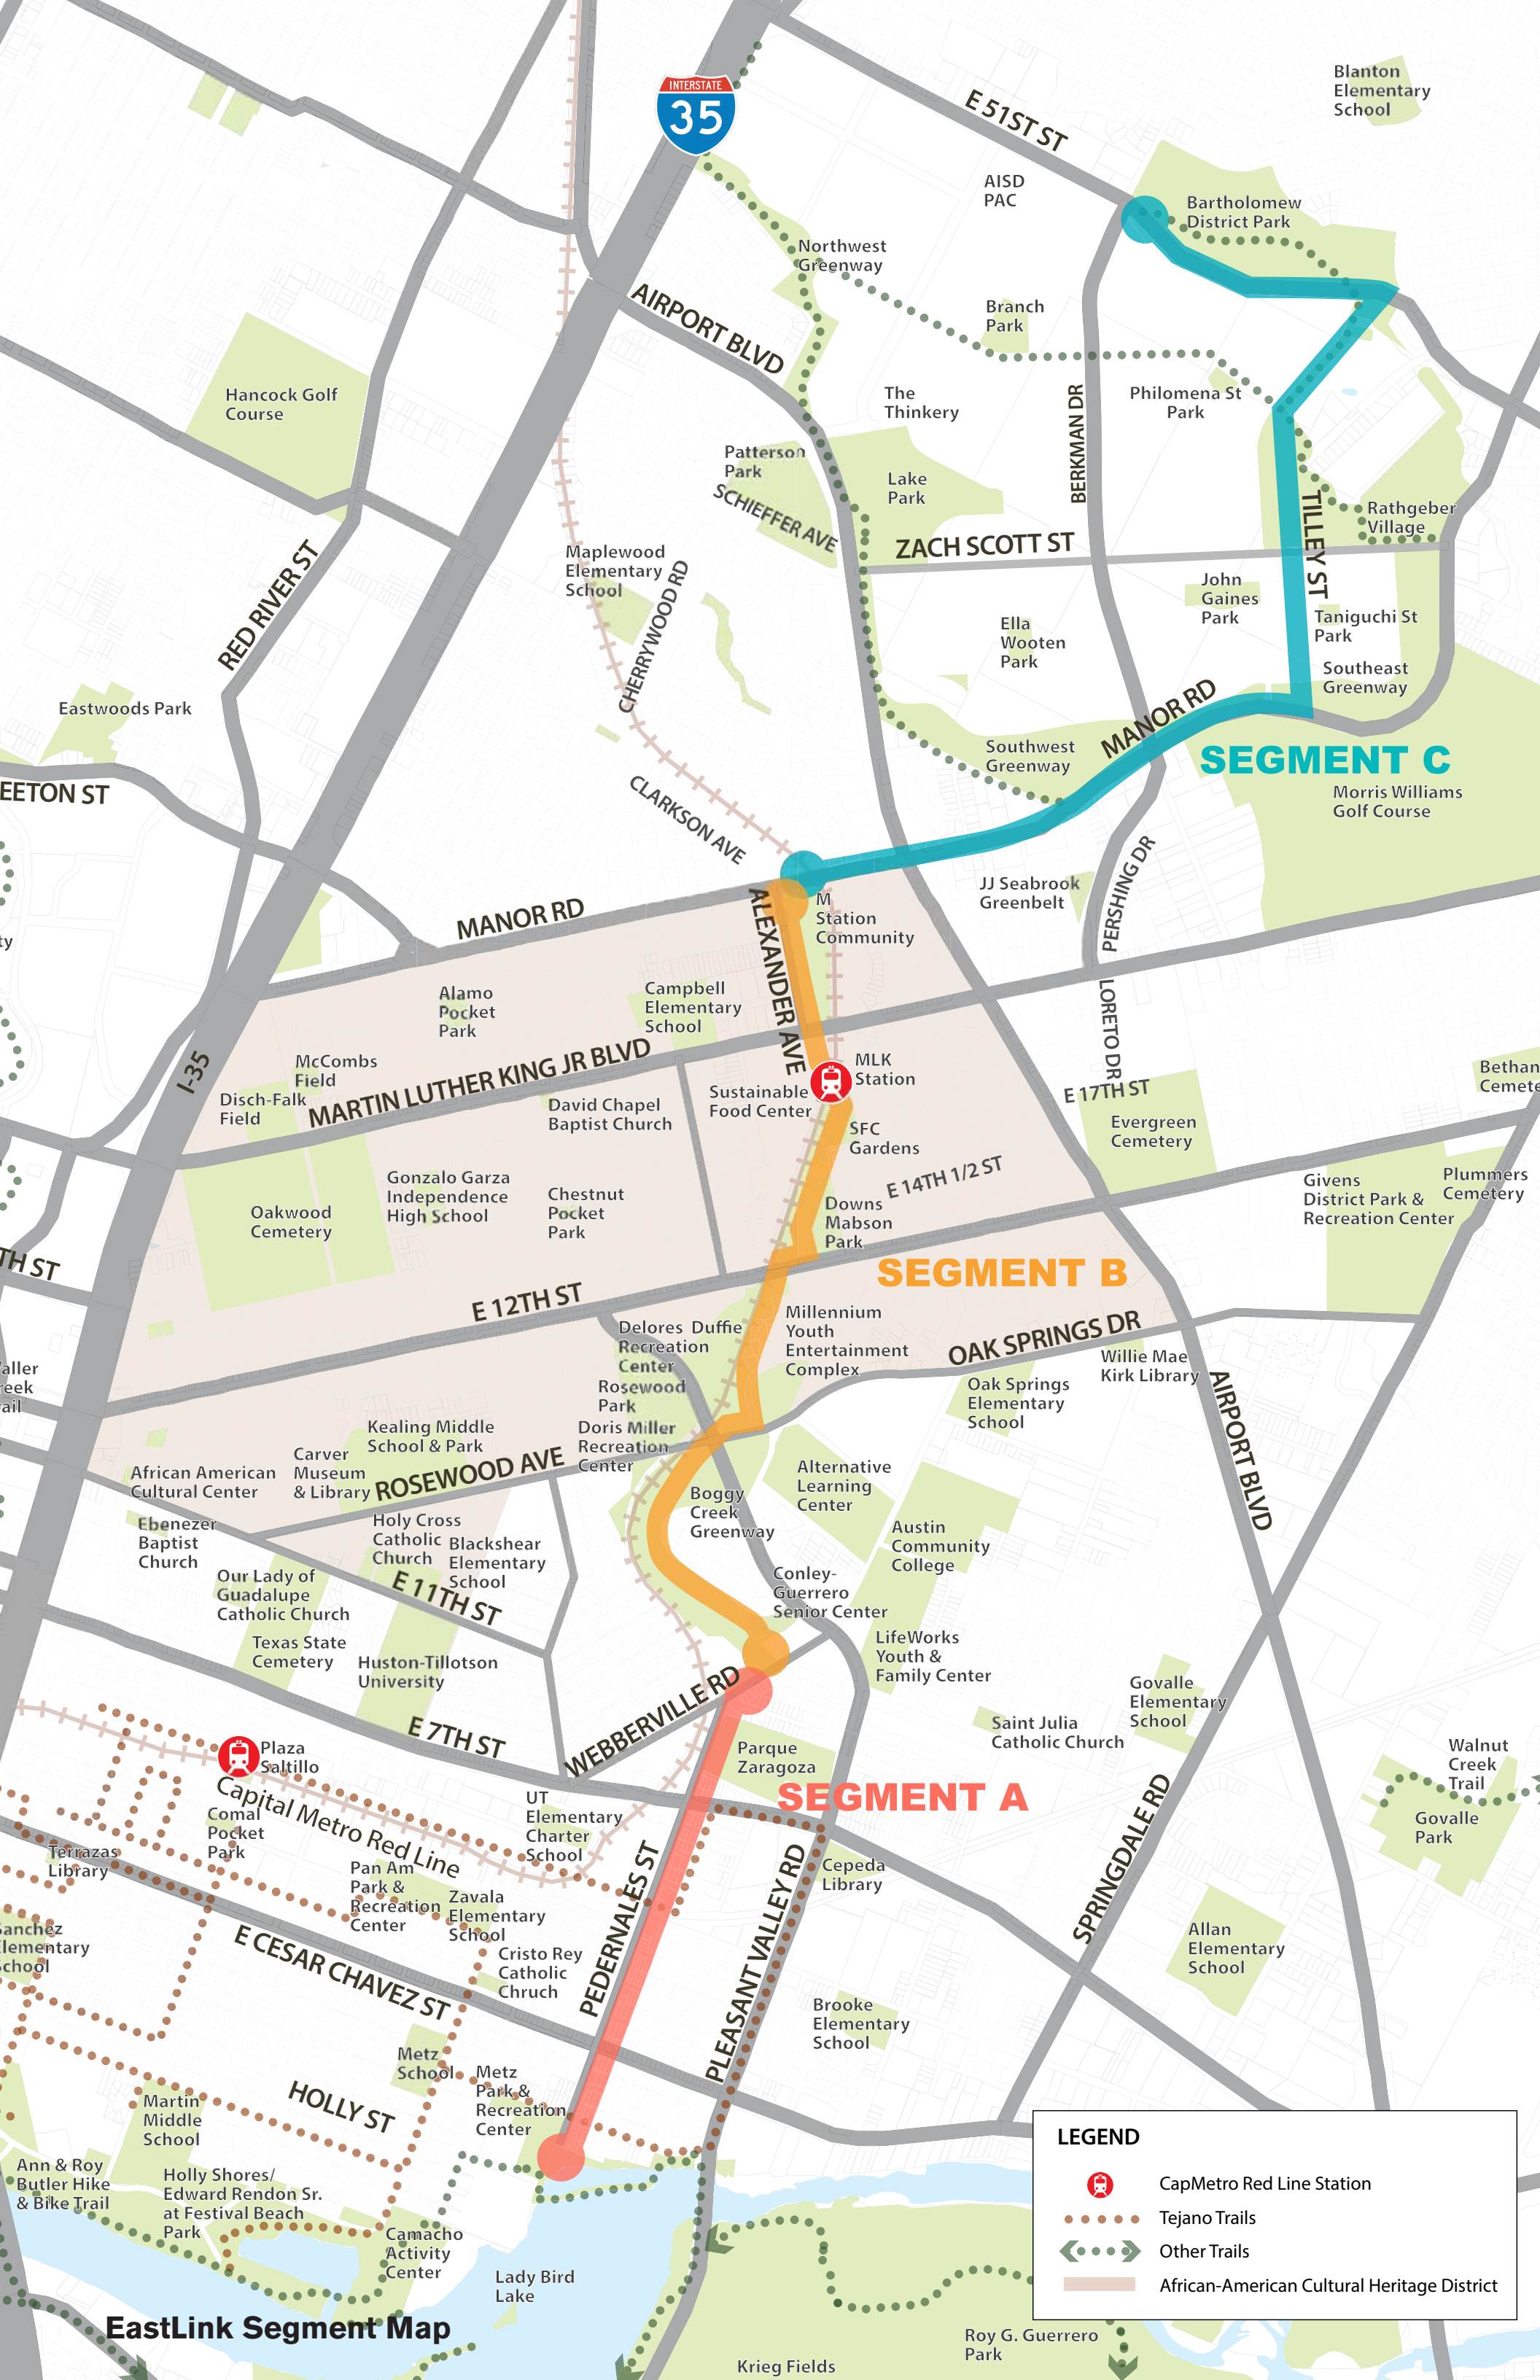 Blanton
Elementary
School
INTERSTATE
35
E 51ST ST
AISD
PAC
Bartholomew
District Park
Northwest
Greenway
AIRPORT BLVD
Branch
Park
Hancock Golf
Course
The
Thinkery
BERKMAN DR
Philomena St
Park
Patterson
Park
SCHIEFFER AVE
Lake
Park
TILLEY ST
Rathgeber
Village
ZACH SCOTT ST
RED RIVER ST
Maplewood
Elementary
School
CHERRYWOOD RD
John
Gaines
Park
Ella
Wooten
Park
Taniguchi St
Park
Southeast
Greenway
Eastwoods Park
MANOR RD
Southwest
Greenway
SEGMENT C
Morris Williams
Golf Course
EETON ST
CLARKSON AVE
PERSHING DR
JJ Seabrook
Greenbelt
MANOR RD
ALEXANDER AVE
M
Station
Community
ty
Alamo
Pocket
Park
Campbell
Elementary
School
LORETO DR
I-35
McCombs
Field
MARTIN LUTHER KING JR BLVD
MLK
Station
Disch-Falk
Field
Sustainable
Food Center
David Chapel
Baptist Church
E 17TH ST
Bethan
Cemete
SFC
Gardens
Evergreen
Cemetery
Gonzalo Garza
Independence
High School
Chestnut
Pocket
Park
E 14TH 1/2 ST
Givens
District Park &
Recreation Center
Plummers
Cemetery
Oakwood
Cemetery
Downs
Mabson
Park
TH ST
SEGMENT B
E 12TH ST
Delores Duffie
Recreation
Center
Millennium
Youth
Entertainment
Complex
OAK SPRINGS DR
Willie Mae
Kirk Library
aller
reek
ail
Rosewood
Park
Oak Springs
Elementary
School
AIRPORT BLVD
Kealing Middle
School & Park
Doris Miller
Recreation
Center
Carver
Museum
& Library
African American
Cultural Center
ROSEWOOD AVE
Alternative
Learning
Center
Boggy
Creek
Greenway
Ebenezer
Baptist
Church
Holy Cross
Catholic
Church
Blackshear
Elementary
School
Austin
Community
College
Our Lady of
Guadalupe
Catholic Church
E 11TH ST
Conley-
Guerrero
Senior Center
Texas State
Cemetery
Huston-Tillotson
University
LifeWorks
Youth &
Family Center
WEBBERVILLE RD
Govalle
Elementary
School
Saint Julia
Catholic Church
E 7TH ST
Plaza
Saltillo
Parque
Zaragoza
Walnut
Creek
Trail
Capital Metro Red Line
SEGMENT A
UT
Elementary
Charter
School
SPRINGDALE RD
Comal
Pocket
Park
Govalle
Park
Terrazas
Library
PEDERNALES ST
PLEASANT VALLEY RD
Cepeda
Library
Pan Am
Park &
Recreation
Center
Zavala
Elementary
School
anchez
lementary
chool
E CESAR CHAVEZ ST
Cristo Rey
Catholic
Chruch
Allan
Elementary
School
Brooke
Elementary
School
Metz
School
Metz
Park &
Recreation
Center
HOLLY ST
Martin
Middle
School
Ann & Roy
Butler Hike
& Bike Trail
Holly Shores/
Edward Rendon Sr.
at Festival Beach
Park
Camacho
Activity
Center
Lady Bird
Lake
LEGEND
CapMetro Red Line Station
Tejano Trails
Other Trails
African-American Cultural Heritage District
EastLink Segment Map
Roy G. Guerrero
Park
Krieg Fields